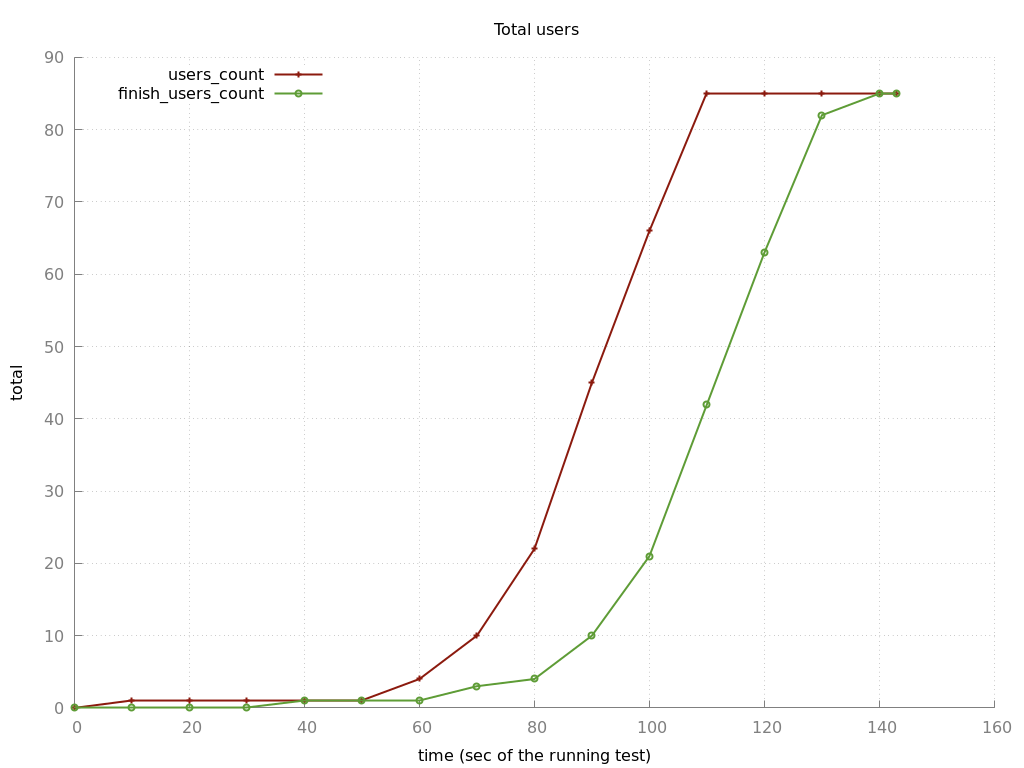 Total users
users_count
finish_users_count
90
80
70
60
50
40
30
20
10
0
total
0 20 40 60 80 100 120 140 160
time (sec of the running test)